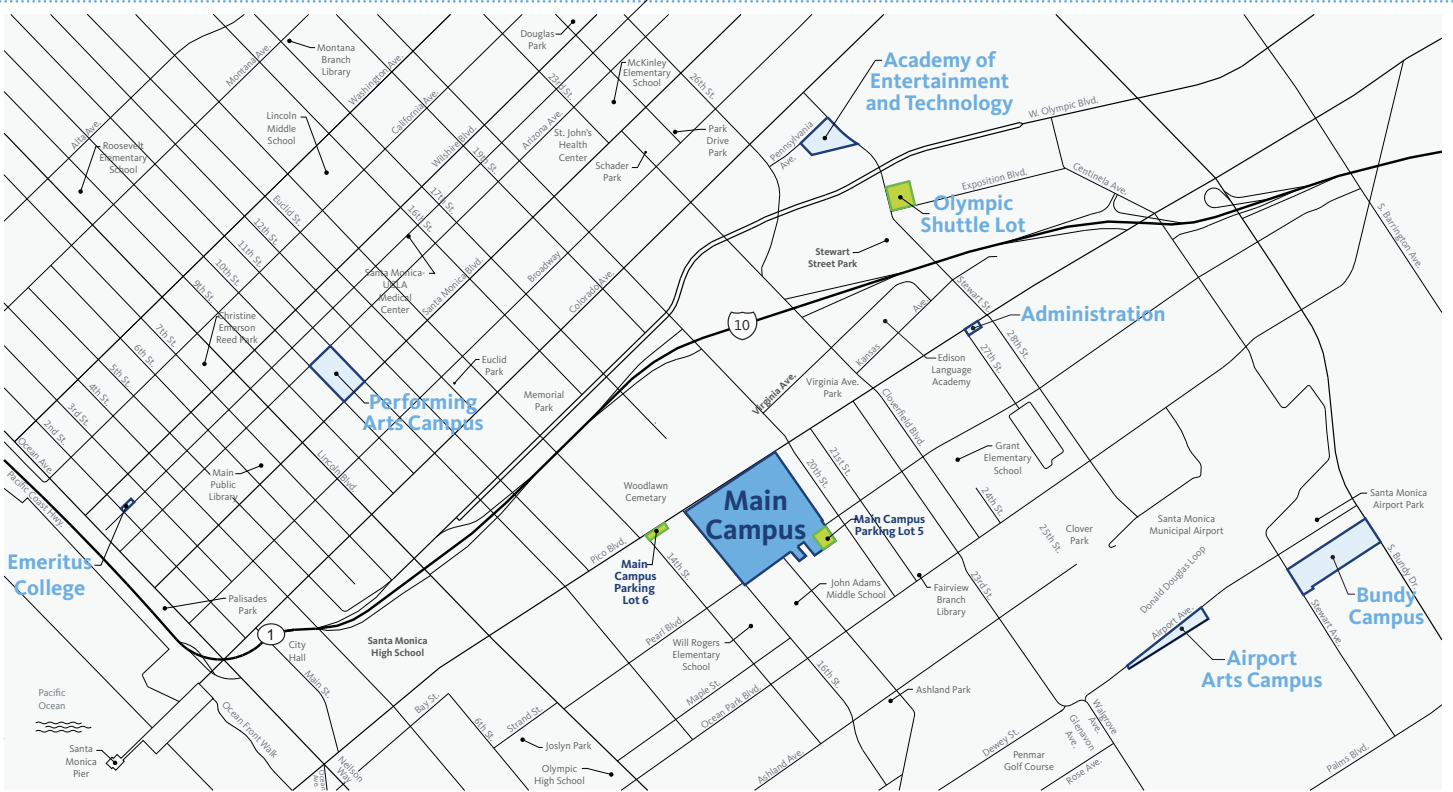 Montana Ave.
Montana
Branch
Library
Washington Ave.
California Ave.
Wilshire Blvd.
Arizona Ave.
Douglas
Park
23rd St.
McKinley
Elementary
School
26th St.
Academy of
Entertainment
and Technology
W. Olympic Blvd.
Alta Ave.
Roosevelt
Elementary
School
Lincoln
Middle
School
19th St.
17th St.
16th St.
St. John's
Health
Center
Schader
Park
Park
Drive
Park
Pennsylvania
Ave.
Exposition Blvd.
Centinela Ave.
Olympic
Shuttle Lot
S. Barrington Ave.
Euclid St.
12th St.
11th St.
10th St.
9th St.
7th St.
6th St.
5th St.
4th St.
3rd St.
2nd St.
Ocean Ave.
Pacific Coast Hwy.
Santa Monica-
UCLA
Medical
Center
Santa Monica Blvd.
Broadway
Colorado Ave.
Stewart
Street Park
Stewart St.
Administration
10
Christine
Emerson
Reed Park
Kansas
Ave.
Edison
Language
Academy
27th St.
28th St.
Performing
Arts Campus
Euclid
Park
Memorial
Park
Virginia Ave.
Virginia Ave.
Park
Cloverfield Blvd.
Grant
Elementary
School
Main
Public
Library
Lincoln Blvd.
Woodlawn
Cemetary
Main
Campus
20th St.
21st St.
Main Campus
Parking Lot 5
24th St.
25th St.
Clover
Park
Santa Monica
Municipal Airport
Santa Monica
Airport Park
Emeritus
College
Pico Blvd.
Main
Campus
Parking
Lot 6
14th St.
John Adams
Middle School
Fairview
Branch
Library
23rd St.
Donald Douglas Loop
Airport Ave.
Stewart Ave.
S. Bundy Dr.
Bundy
Campus
Palisades
Park
1
City
Hall
Santa Monica
High School
Pearl Blvd.
Will Rogers
Elementary
School
16th St.
Airport
Arts Campus
Main St.
Bay St.
Maple St.
Ocean Park Blvd.
Ashland Park
Pacific
Ocean
Ocean Front Walk
6th St.
Strand St.
Joslyn Park
Walgrove
Ave.
Glenavon
Ave.
Dewey St.
Penmar
Golf Course
Rose Ave.
Palms Blvd.
Santa
Monica
Pier
Neilson
Way
Olympic
High School
Ashland Ave.